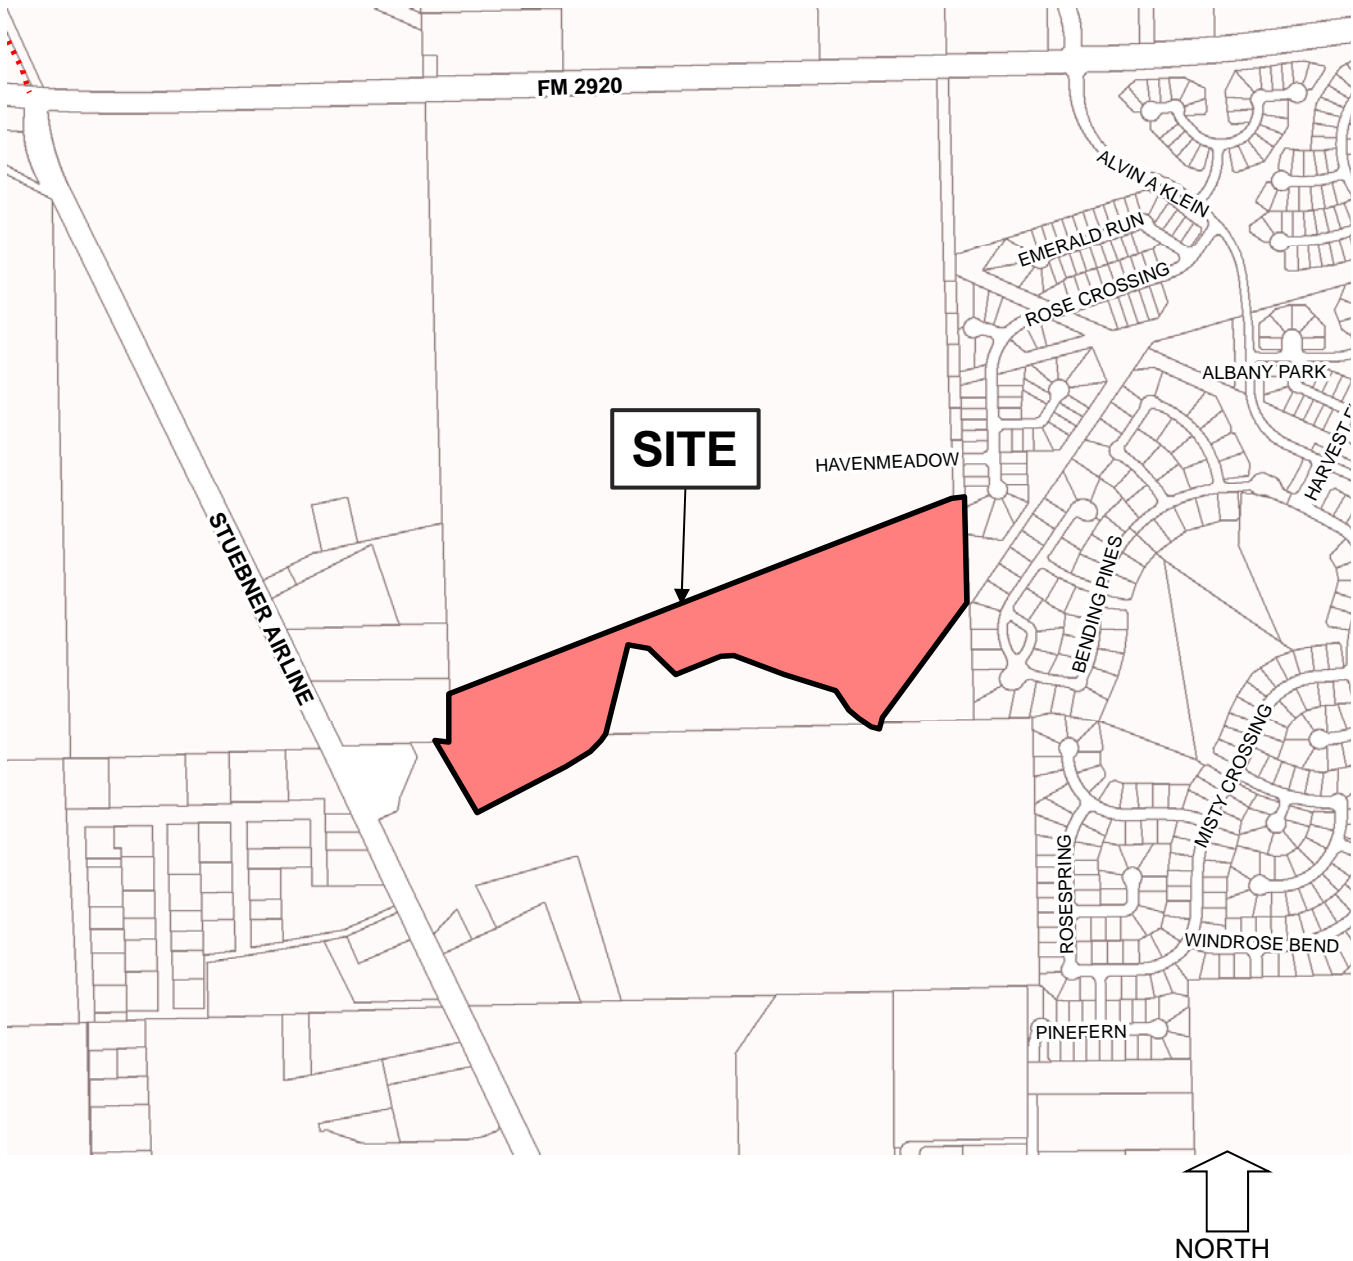 FM 2920
ALVIN A KLEIN
EMERALD RUN
ROSE CROSSING
ALBANY PARK
HARVEST
SITE
HAVENMEADOW
STUEBNER AIRLINE
BENDING PINES
MISTY CROSSING
ROSESPRING
WINDROSE BEND
PINEFERN
NORTH